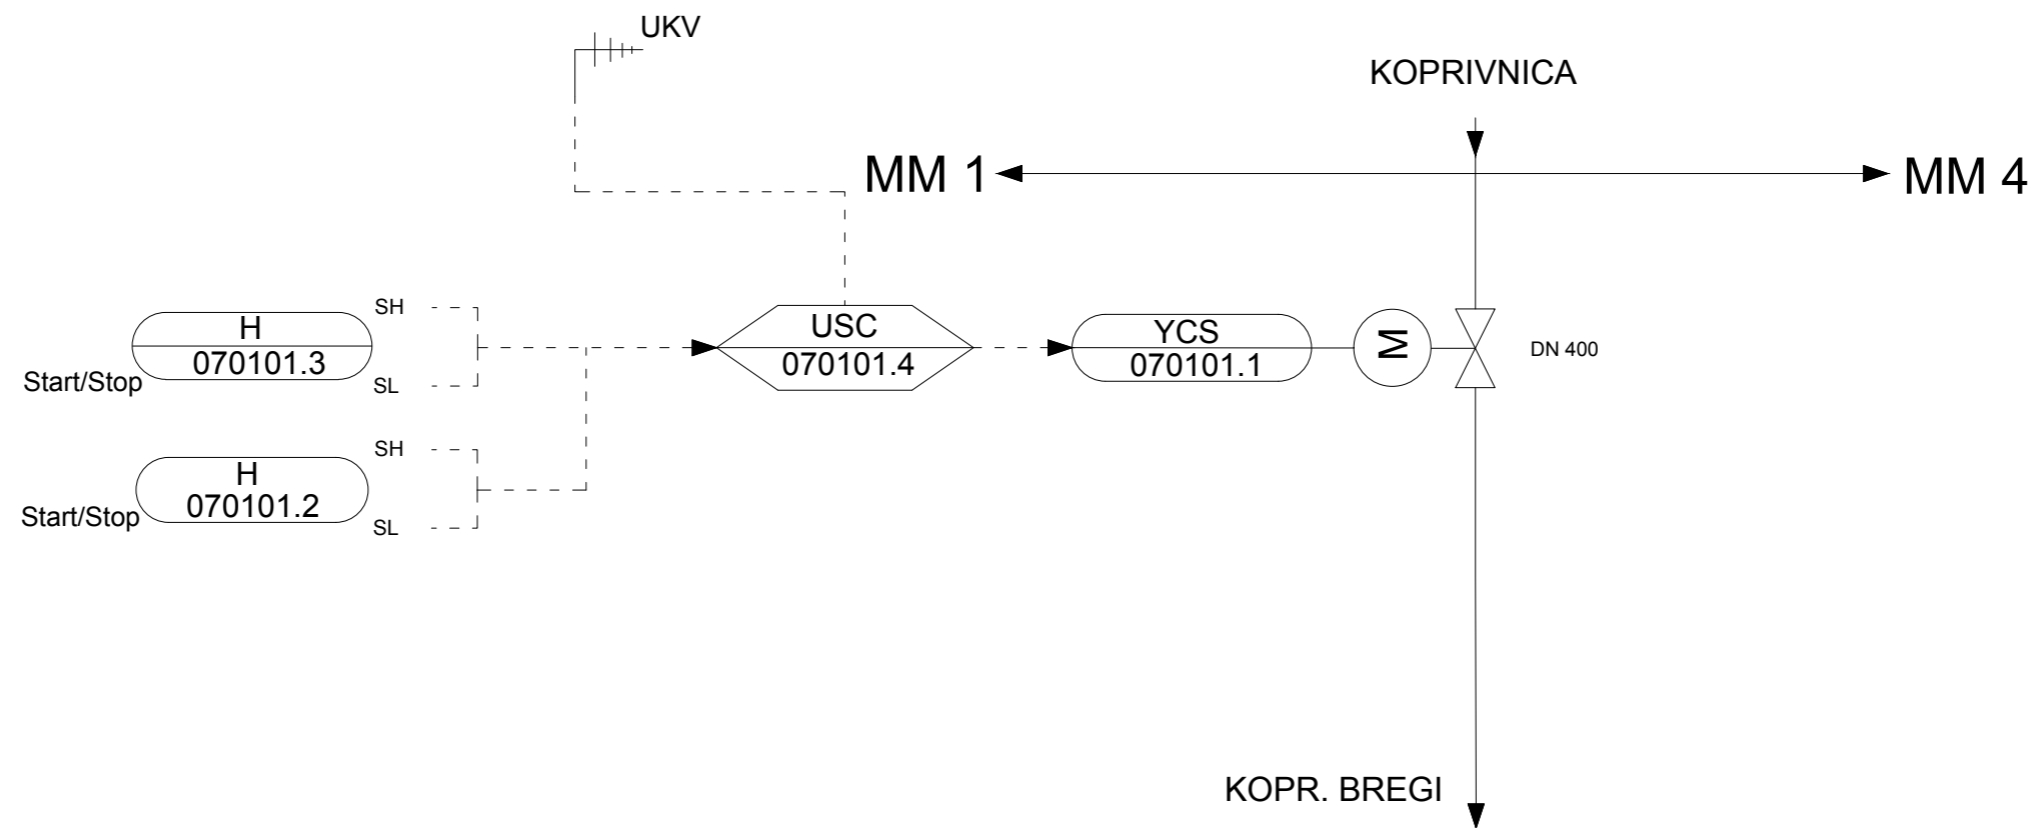 UKV
KOPRIVNICA
MM 1
MM 4
SH
H
070101.3
Start/Stop
SL
USC
070101.4
YCS
070101.1
M
DN 400
SH
H
070101.2
Start/Stop
SL
KOPR. BREGI